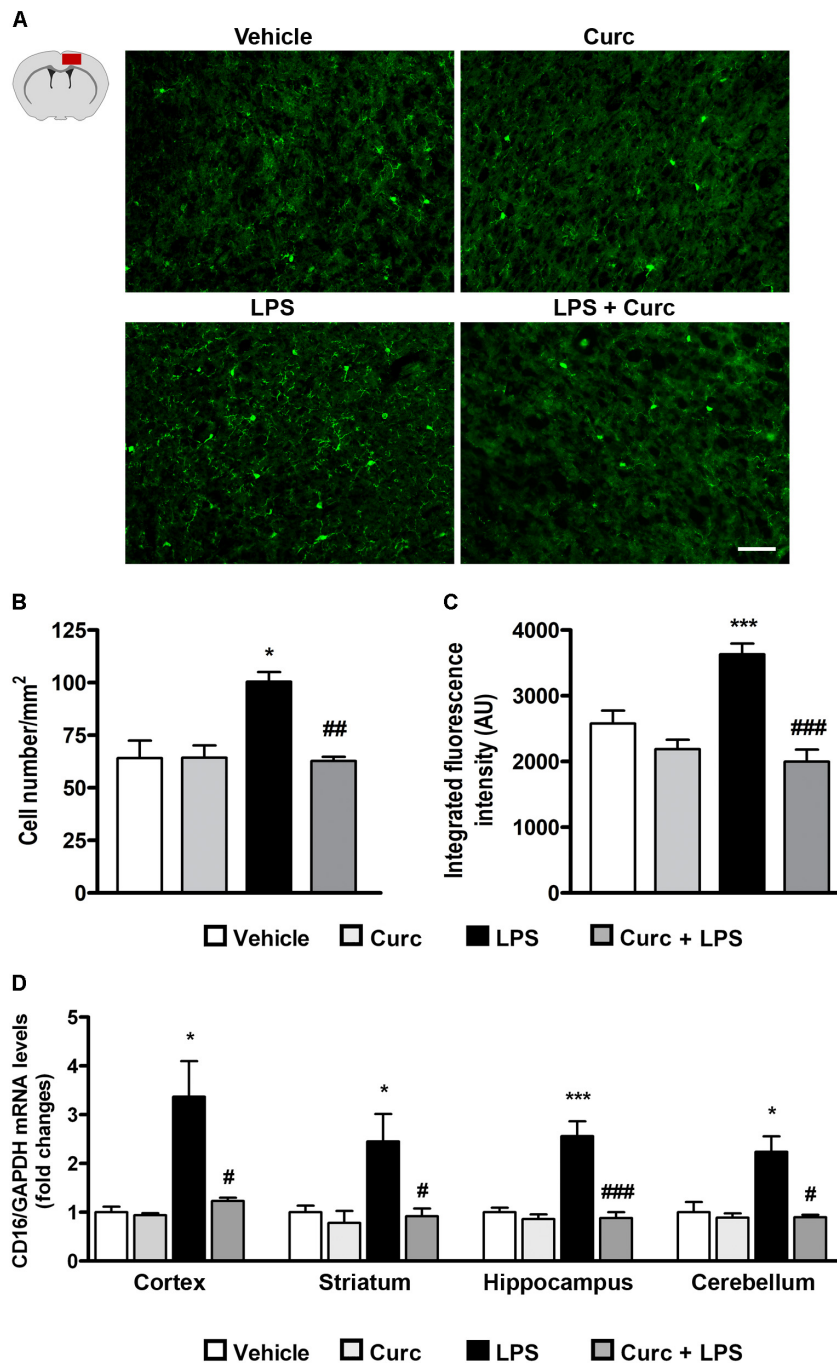 A
Vehicle Curc
LPS LPS + Curc
B
125
100
75
50
25
0
Cell number/mm²
*
##
C
4000
3000
2000
1000
0
Integrated fluorescence
intensity (AU)
***
###
Vehicle Curc LPS Curc + LPS
D
5
4
3
2
1
0
CD16/GAPDH mRNA levels
(fold changes)
* # * # *** ### * #
Cortex Striatum Hippocampus Cerebellum
Vehicle Curc LPS Curc + LPS